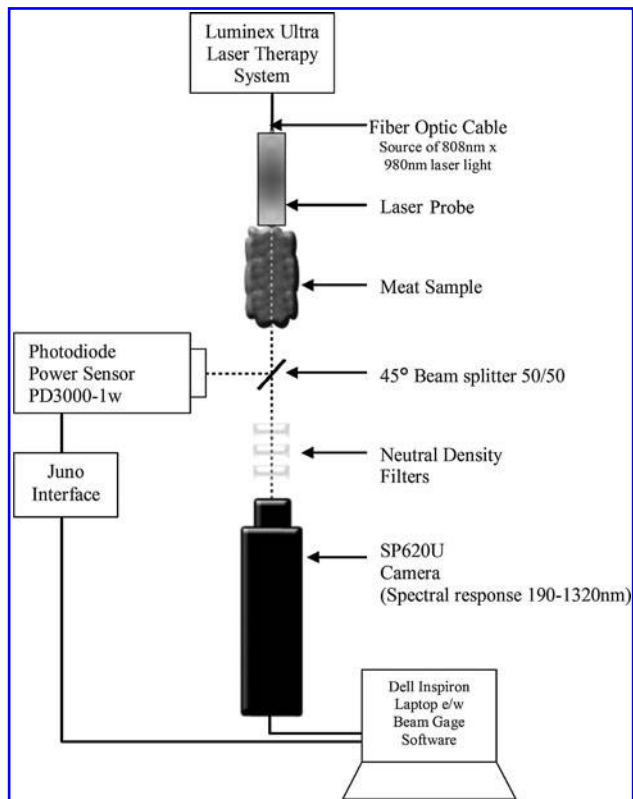 Luminex Ultra
Laser Therapy
System
Fiber Optic Cable
Source of 808nm x
980nm laser light
Laser Probe
Meat Sample
Photodiode
Power Sensor
PD3000-1w
45° Beam splitter 50/50
Juno
Interface
Neutral Density
Filters
SP620U
Camera
(Spectral response 190-1320nm)
Dell Inspiron
Laptop e/w
Beam Gage
Software